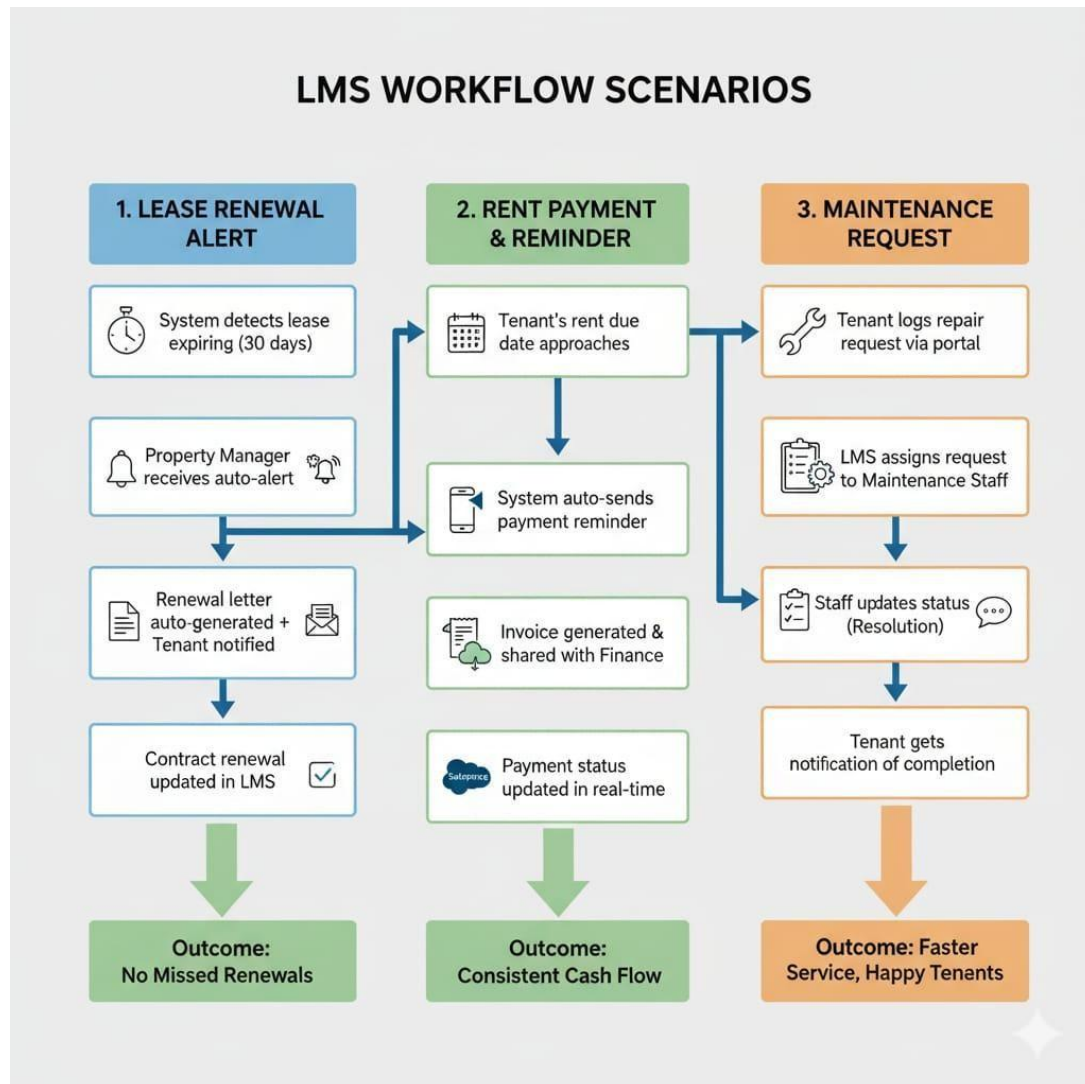 LMS WORKFLOW SCENARIOS
1. LEASE RENEWAL
ALERT
System detects lease
expiring (30 days)
Property Manager
receives auto-alert
Renewal letter
auto-generated +
Tenant notified
Contract renewal
updated in LMS
Outcome:
No Missed Renewals
2. RENT PAYMENT
& REMINDER
Tenant's rent due
date approaches
System auto-sends
payment reminder
Invoice generated &
shared with Finance
Payment status
updated in real-time
Outcome:
Consistent Cash Flow
3. MAINTENANCE
REQUEST
Tenant logs repair
request via portal
LMS assigns request
to Maintenance Staff
Staff updates status
(Resolution)
Tenant gets
notification of completion
Outcome: Faster
Service, Happy Tenants